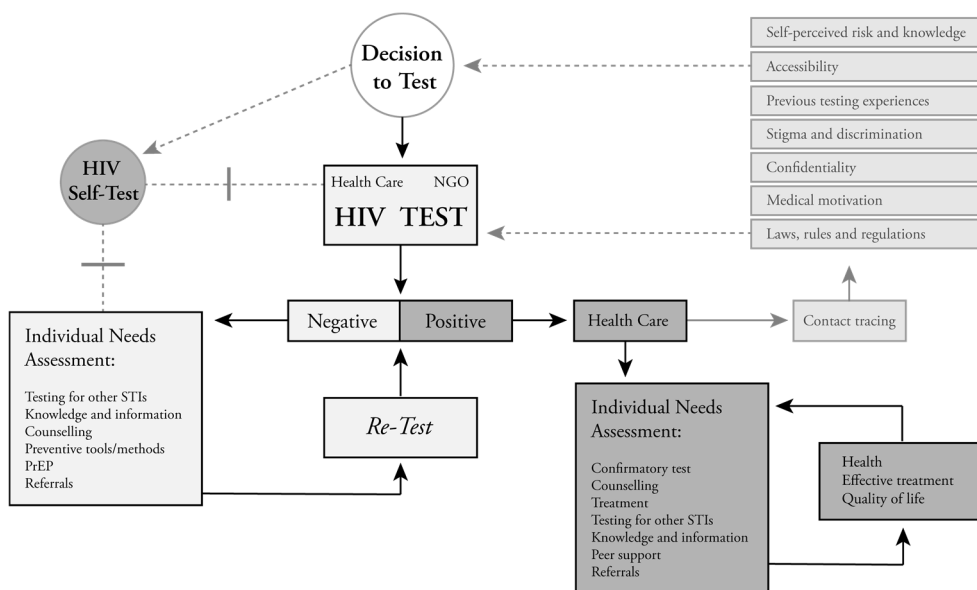 Decision
to Test
Self-perceived risk and knowledge
Accessibility
Previous testing experiences
Stigma and discrimination
Confidentiality
Medical motivation
Laws, rules and regulations
HIV
Self-Test
Health Care NGO
HIV TEST
Negative
Positive
Health Care
Contact tracing
Individual Needs
Assessment:
Testing for other STIs
Knowledge and information
Counselling
Preventive tools/methods
PrEP
Referrals
Re-Test
Individual Needs
Assessment:
Confirmatory test
Counselling
Treatment
Testing for other STIs
Knowledge and information
Peer support
Referrals
Health
Effective treatment
Quality of life